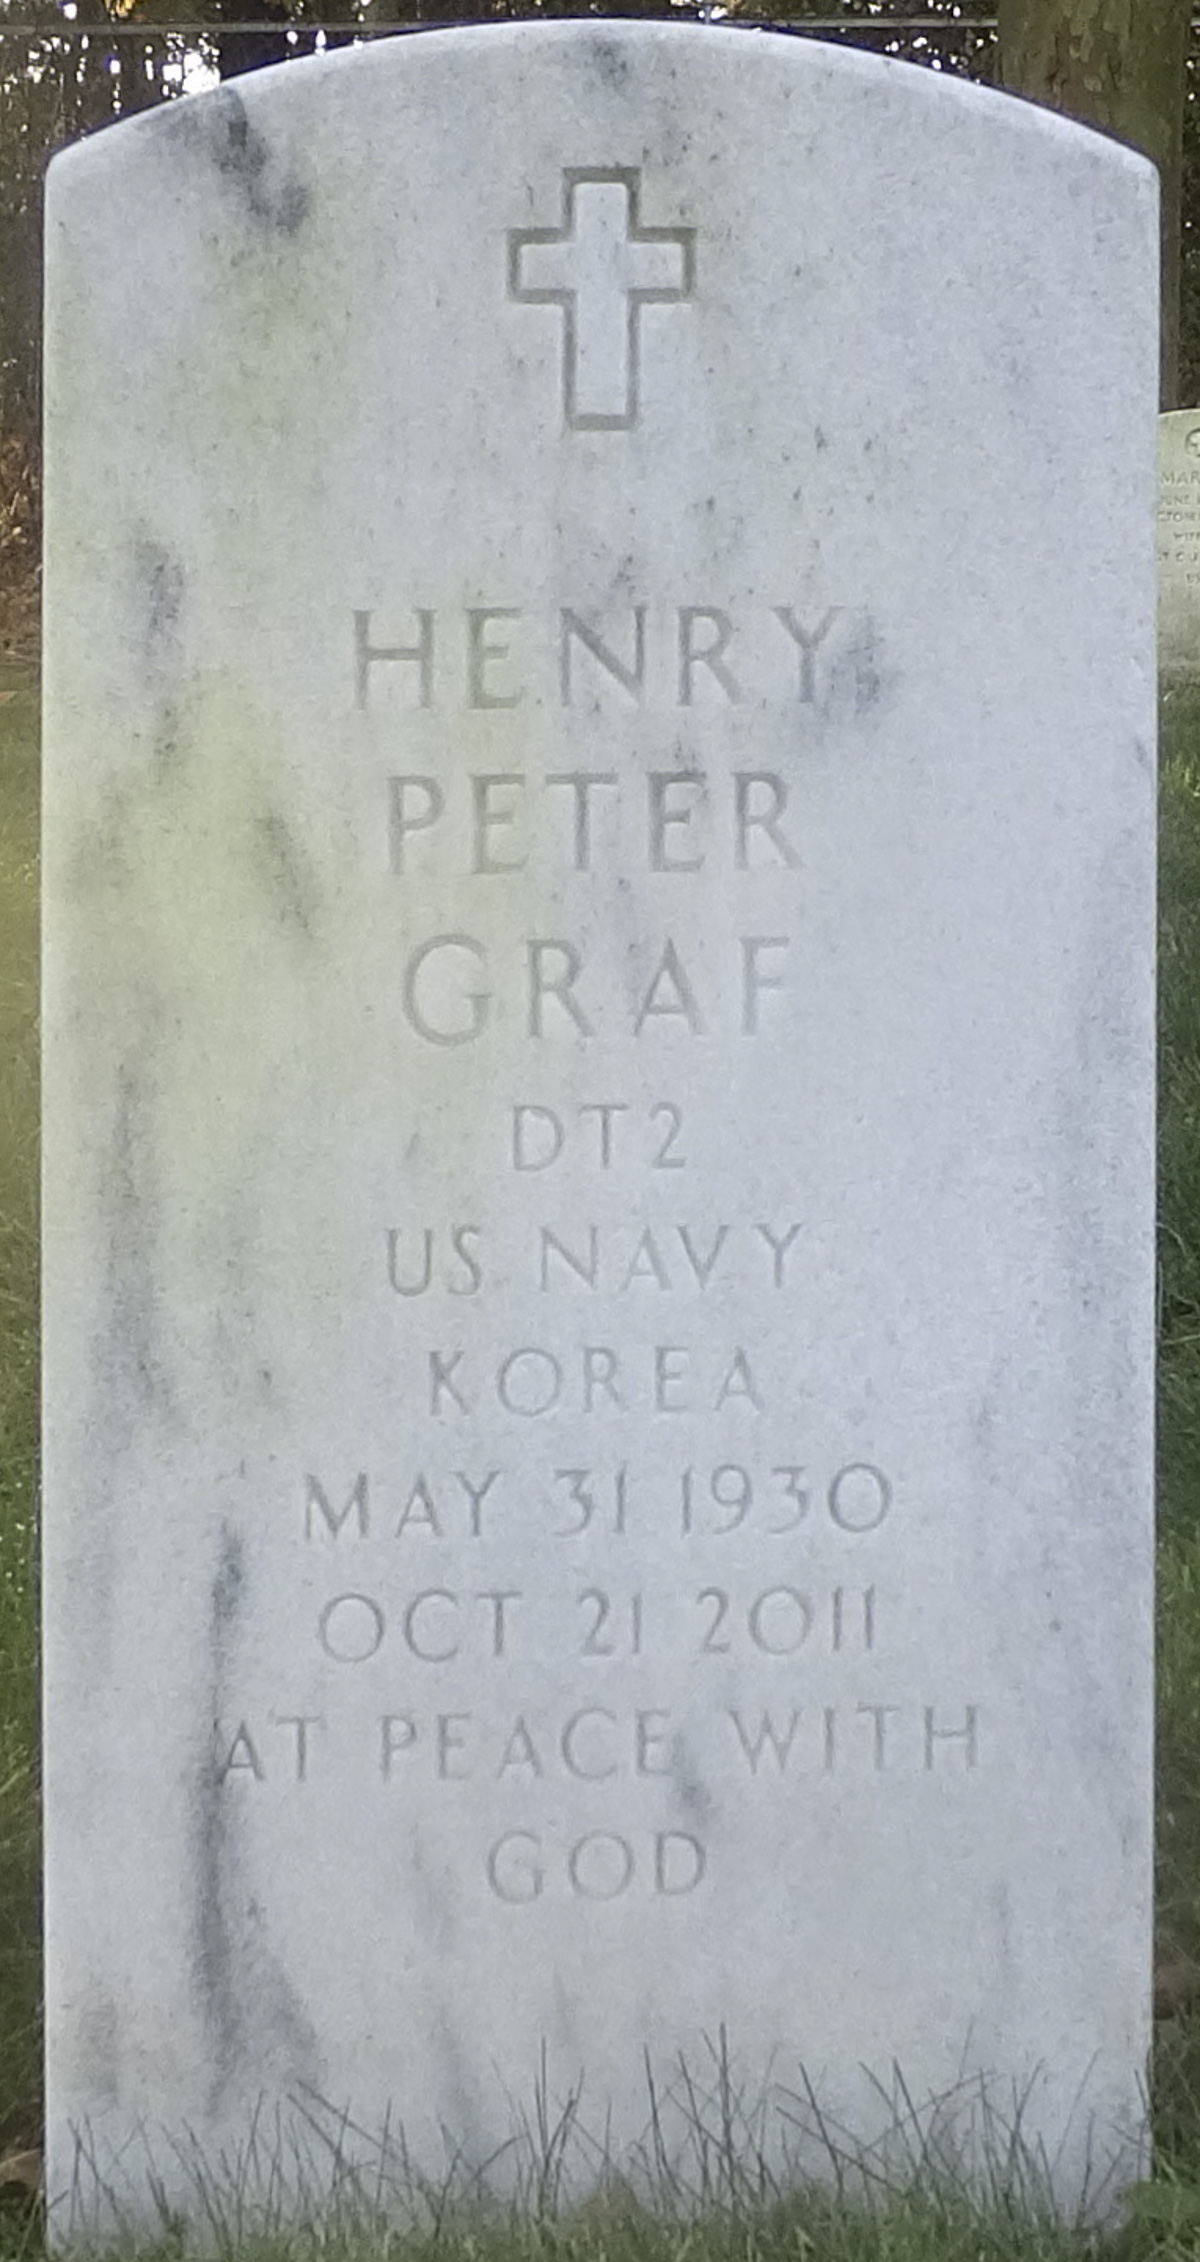 HENRY
PETER
GRAF
DT2
US NAVY
KOREA
MAY 31 1930
OCT 21 2011
AT PEACE WITH
GOD